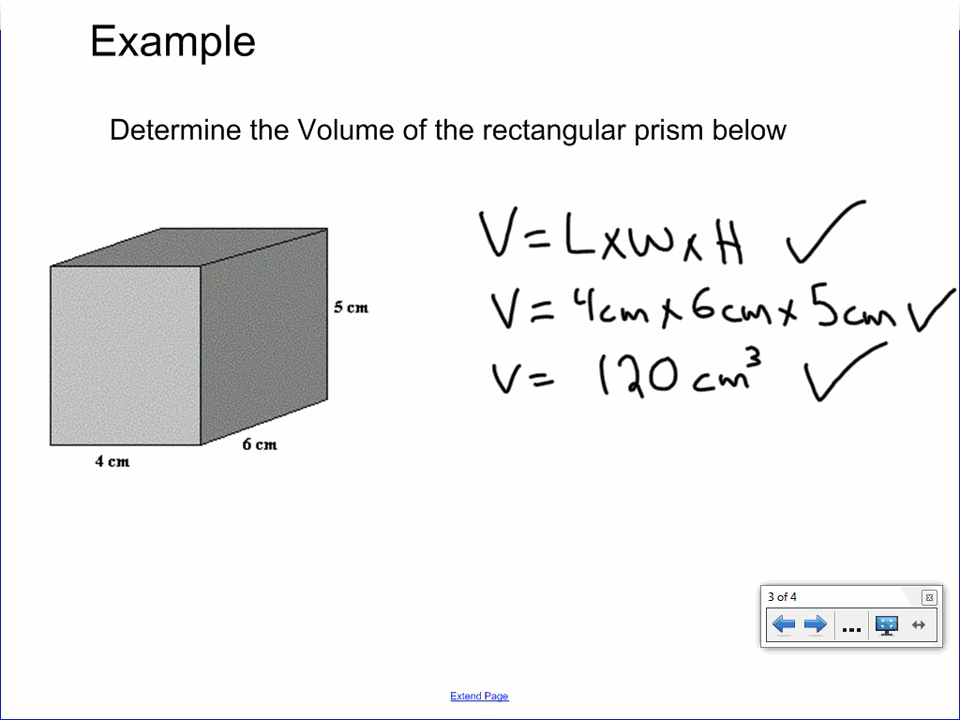 Example
Determine the Volume of the rectangular prism below
V = L x W x H ✓
V = 4cm x 6cm x 5cm ✓
V = 120 cm³ ✓
5 cm
6 cm
4 cm
3 of 4
...
Extend Page